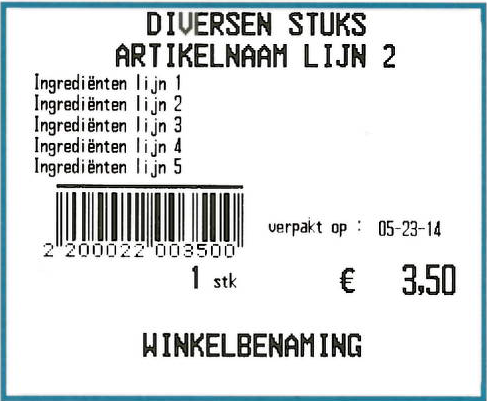 DIVERSEN STUKS
ARTIKELNAAM LIJN 2
Ingrediënten lijn 1
Ingrediënten lijn 2
Ingrediënten lijn 3
Ingrediënten lijn 4
Ingrediënten lijn 5
verpakt op : 05-23-14
2 200022 003500
1 stk € 3,50
WINKELBENAMING